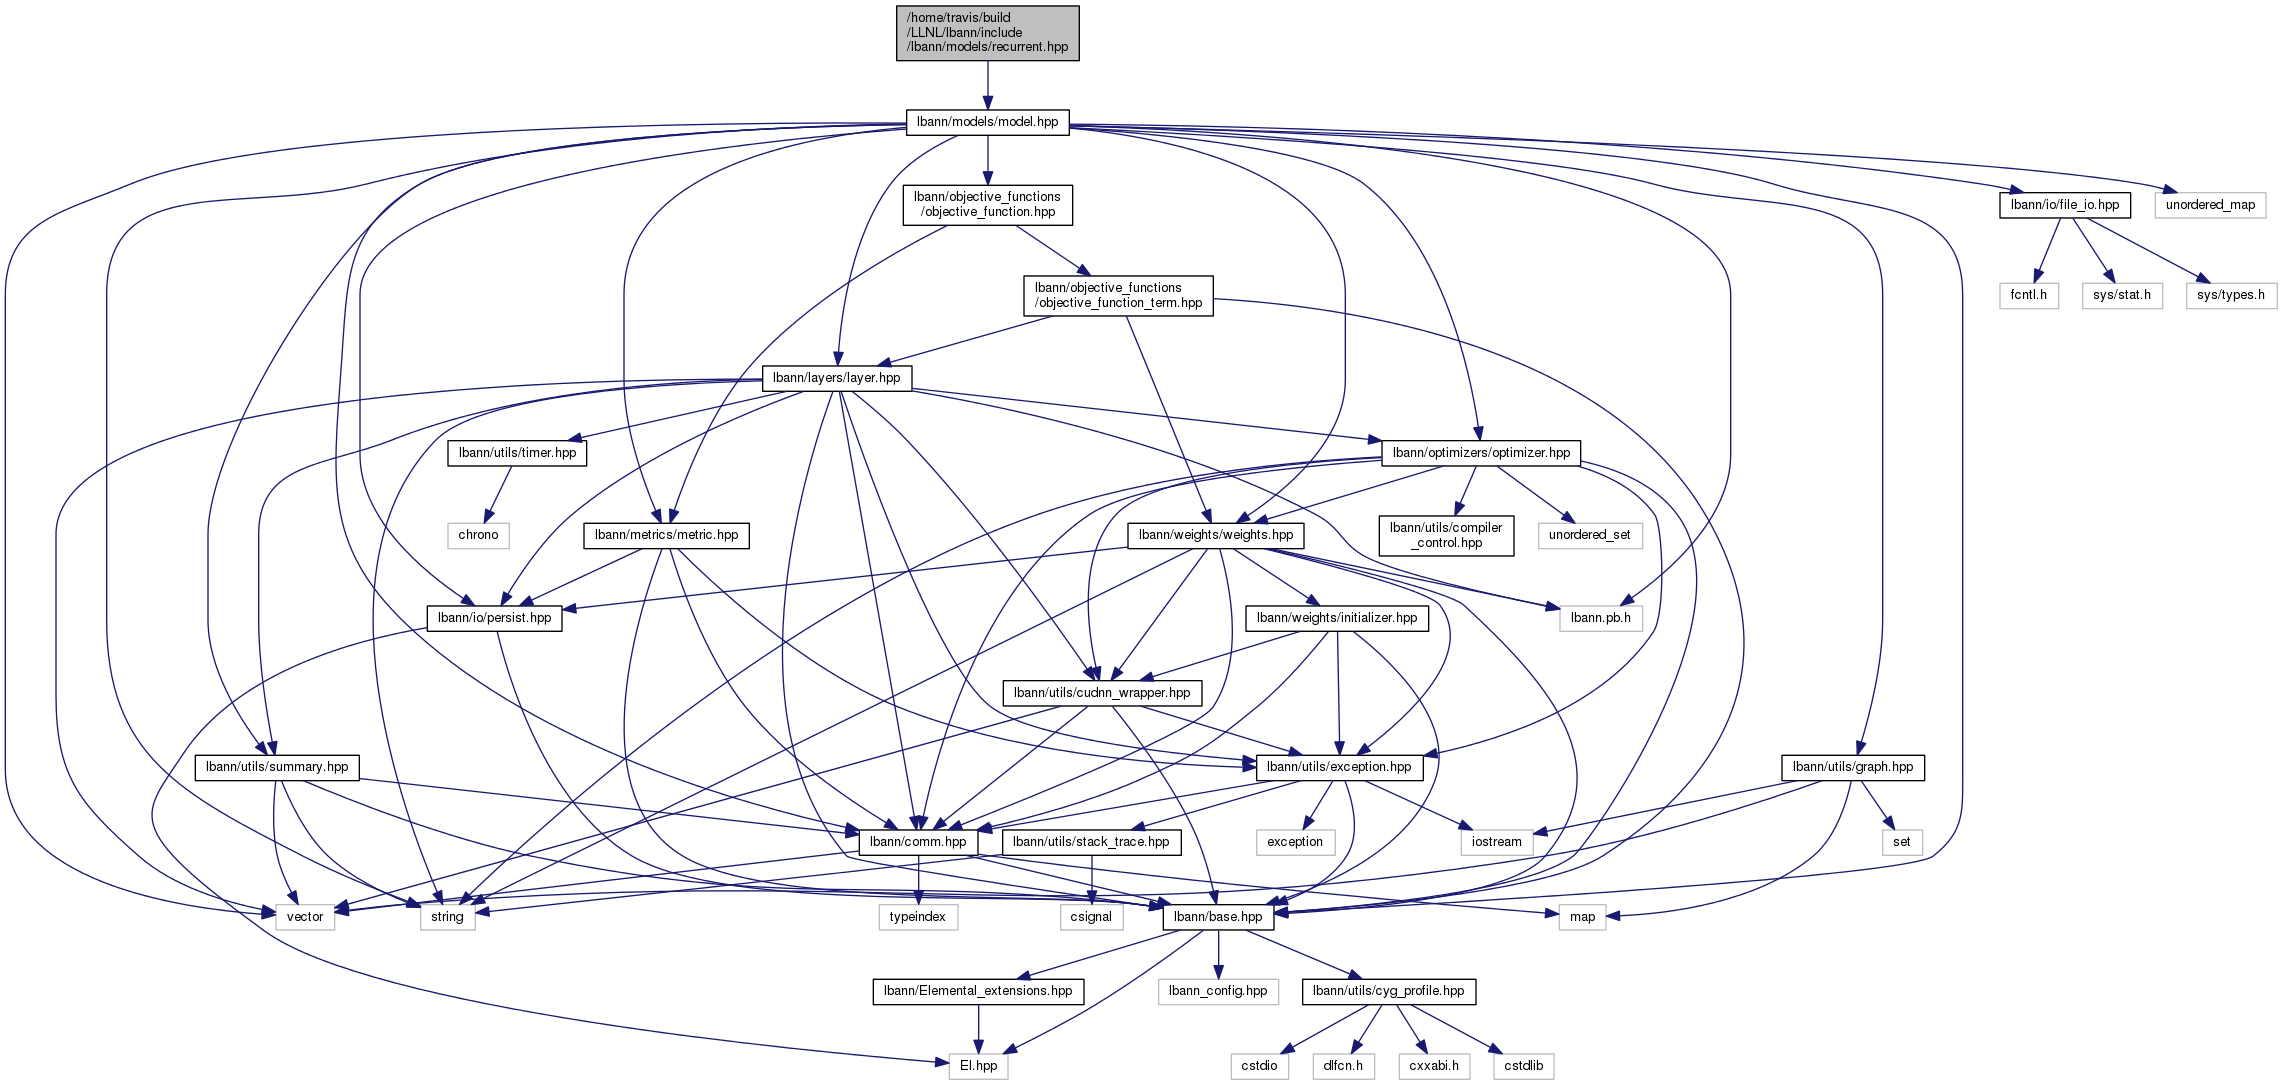 /home/travis/build
/LLNL/lbann/include
/lbann/models/recurrent.hpp
lbann/models/model.hpp
lbann/objective_functions
/objective_function.hpp
lbann/io/file_io.hpp
unordered_map
lbann/objective_functions
/objective_function_term.hpp
fcntl.h
sys/stat.h
sys/types.h
lbann/layers/layer.hpp
lbann/utils/timer.hpp
lbann/optimizers/optimizer.hpp
chrono
lbann/metrics/metric.hpp
lbann/weights/weights.hpp
lbann/utils/compiler
_control.hpp
unordered_set
lbann/io/persist.hpp
lbann/weights/initializer.hpp
lbann.pb.h
lbann/utils/cudnn_wrapper.hpp
lbann/utils/summary.hpp
lbann/utils/exception.hpp
lbann/utils/graph.hpp
lbann/comm.hpp
lbann/utils/stack_trace.hpp
exception
iostream
set
vector
string
typeindex
csignal
lbann/base.hpp
map
lbann/Elemental_extensions.hpp
lbann_config.hpp
lbann/utils/cyg_profile.hpp
El.hpp
cstdio
dlfcn.h
cxxabi.h
cstdlib